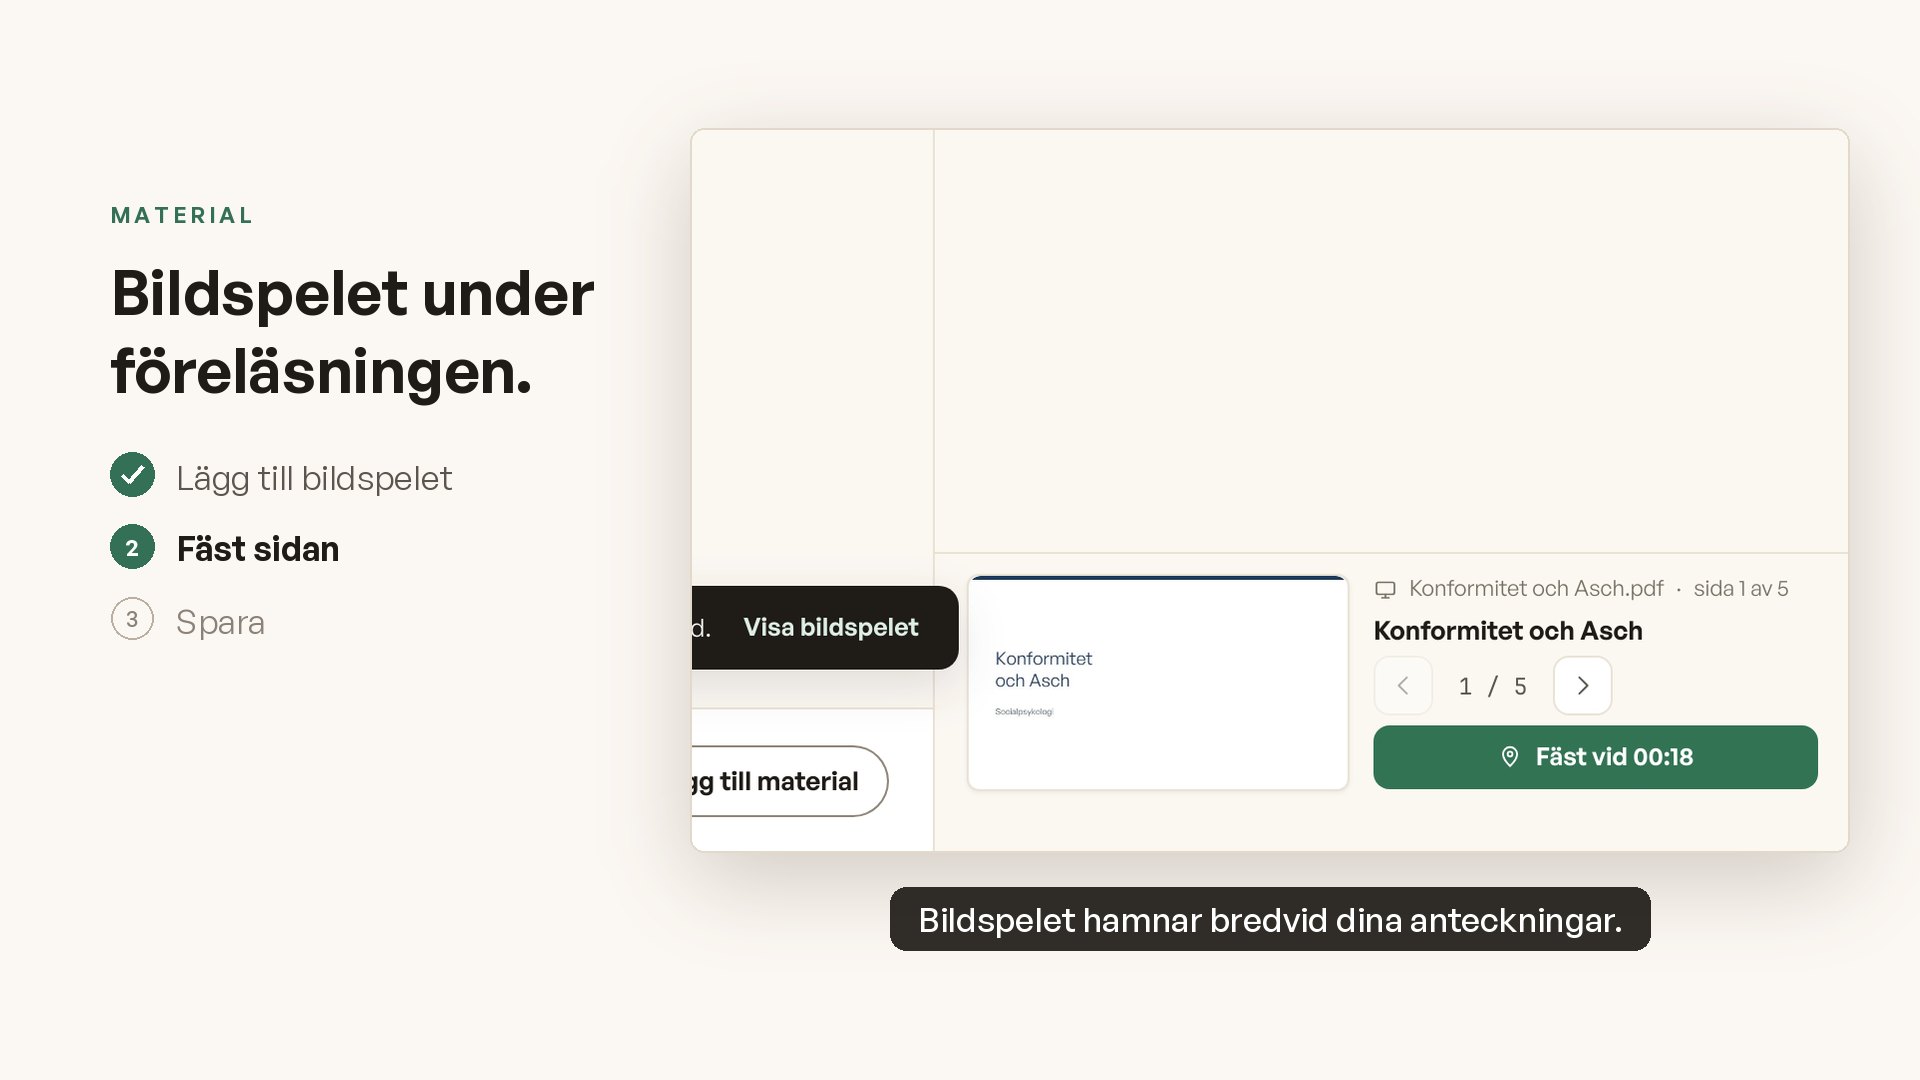 MATERIAL
Bildspelet under
föreläsningen.
Lägg till bildspelet
2 Fäst sidan
3 Spara
d. Visa bildspelet
gg till material
Konformitet
och Asch
Socialpsykologi
Konformitet och Asch.pdf · sida 1 av 5
Konformitet och Asch
1 / 5
Fäst vid 00:18
Bildspelet hamnar bredvid dina anteckningar.